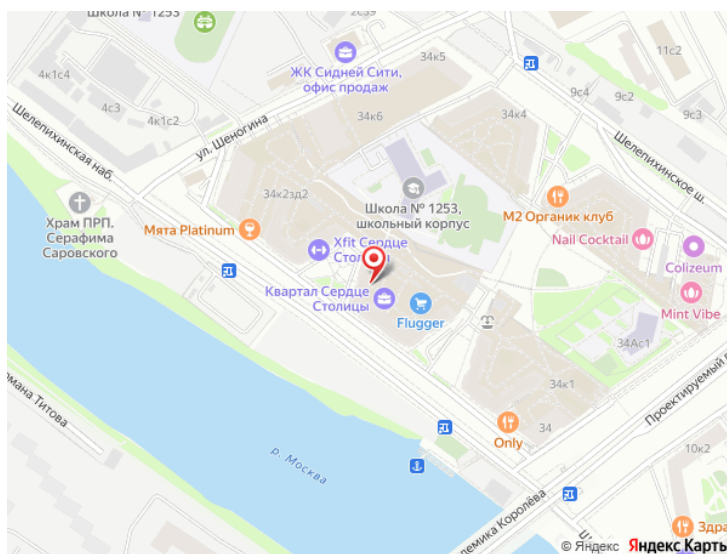 ШКОЛА № 1253
2с39
11с2
34к5
ЖК Сидней Сити,
офис продаж
4к1с4
4с3
4к1с2
9с4
9с2
9с3
34к6
34к4
ул. Шеногина
Шелепихинская наб.
Шелепихинское ш.
34к2зд2
Школа № 1253,
школьный корпус
М2 Органик клуб
Храм ПРП.
Серафима
Саровского
Мята Platinum
Xfit Сердце
Столицы
Nail Cocktail
Colizeum
Квартал Сердце
Столицы
Flugger
Mint Vibe
34Ас1
34к1
Проектируемый
Титова
34
Only
р. Москва
10к2
Королёва
Здра
© Яндекс Яндекс Карты